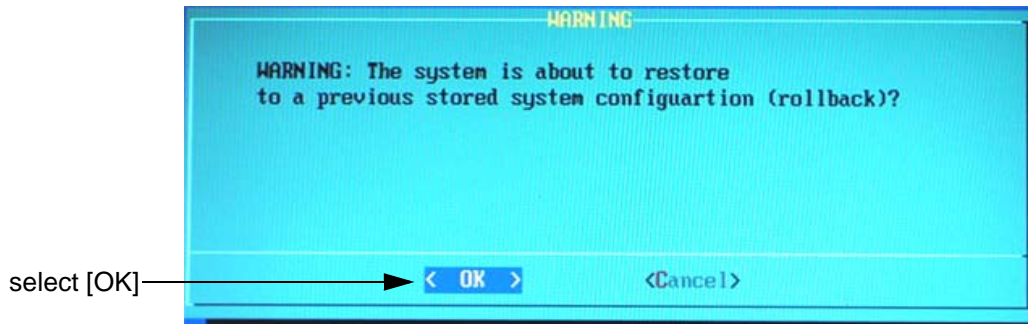 WARNING
WARNING: The system is about to restore
to a previous stored system configuartion (rollback)?
select [OK]
< OK > <Cancel>